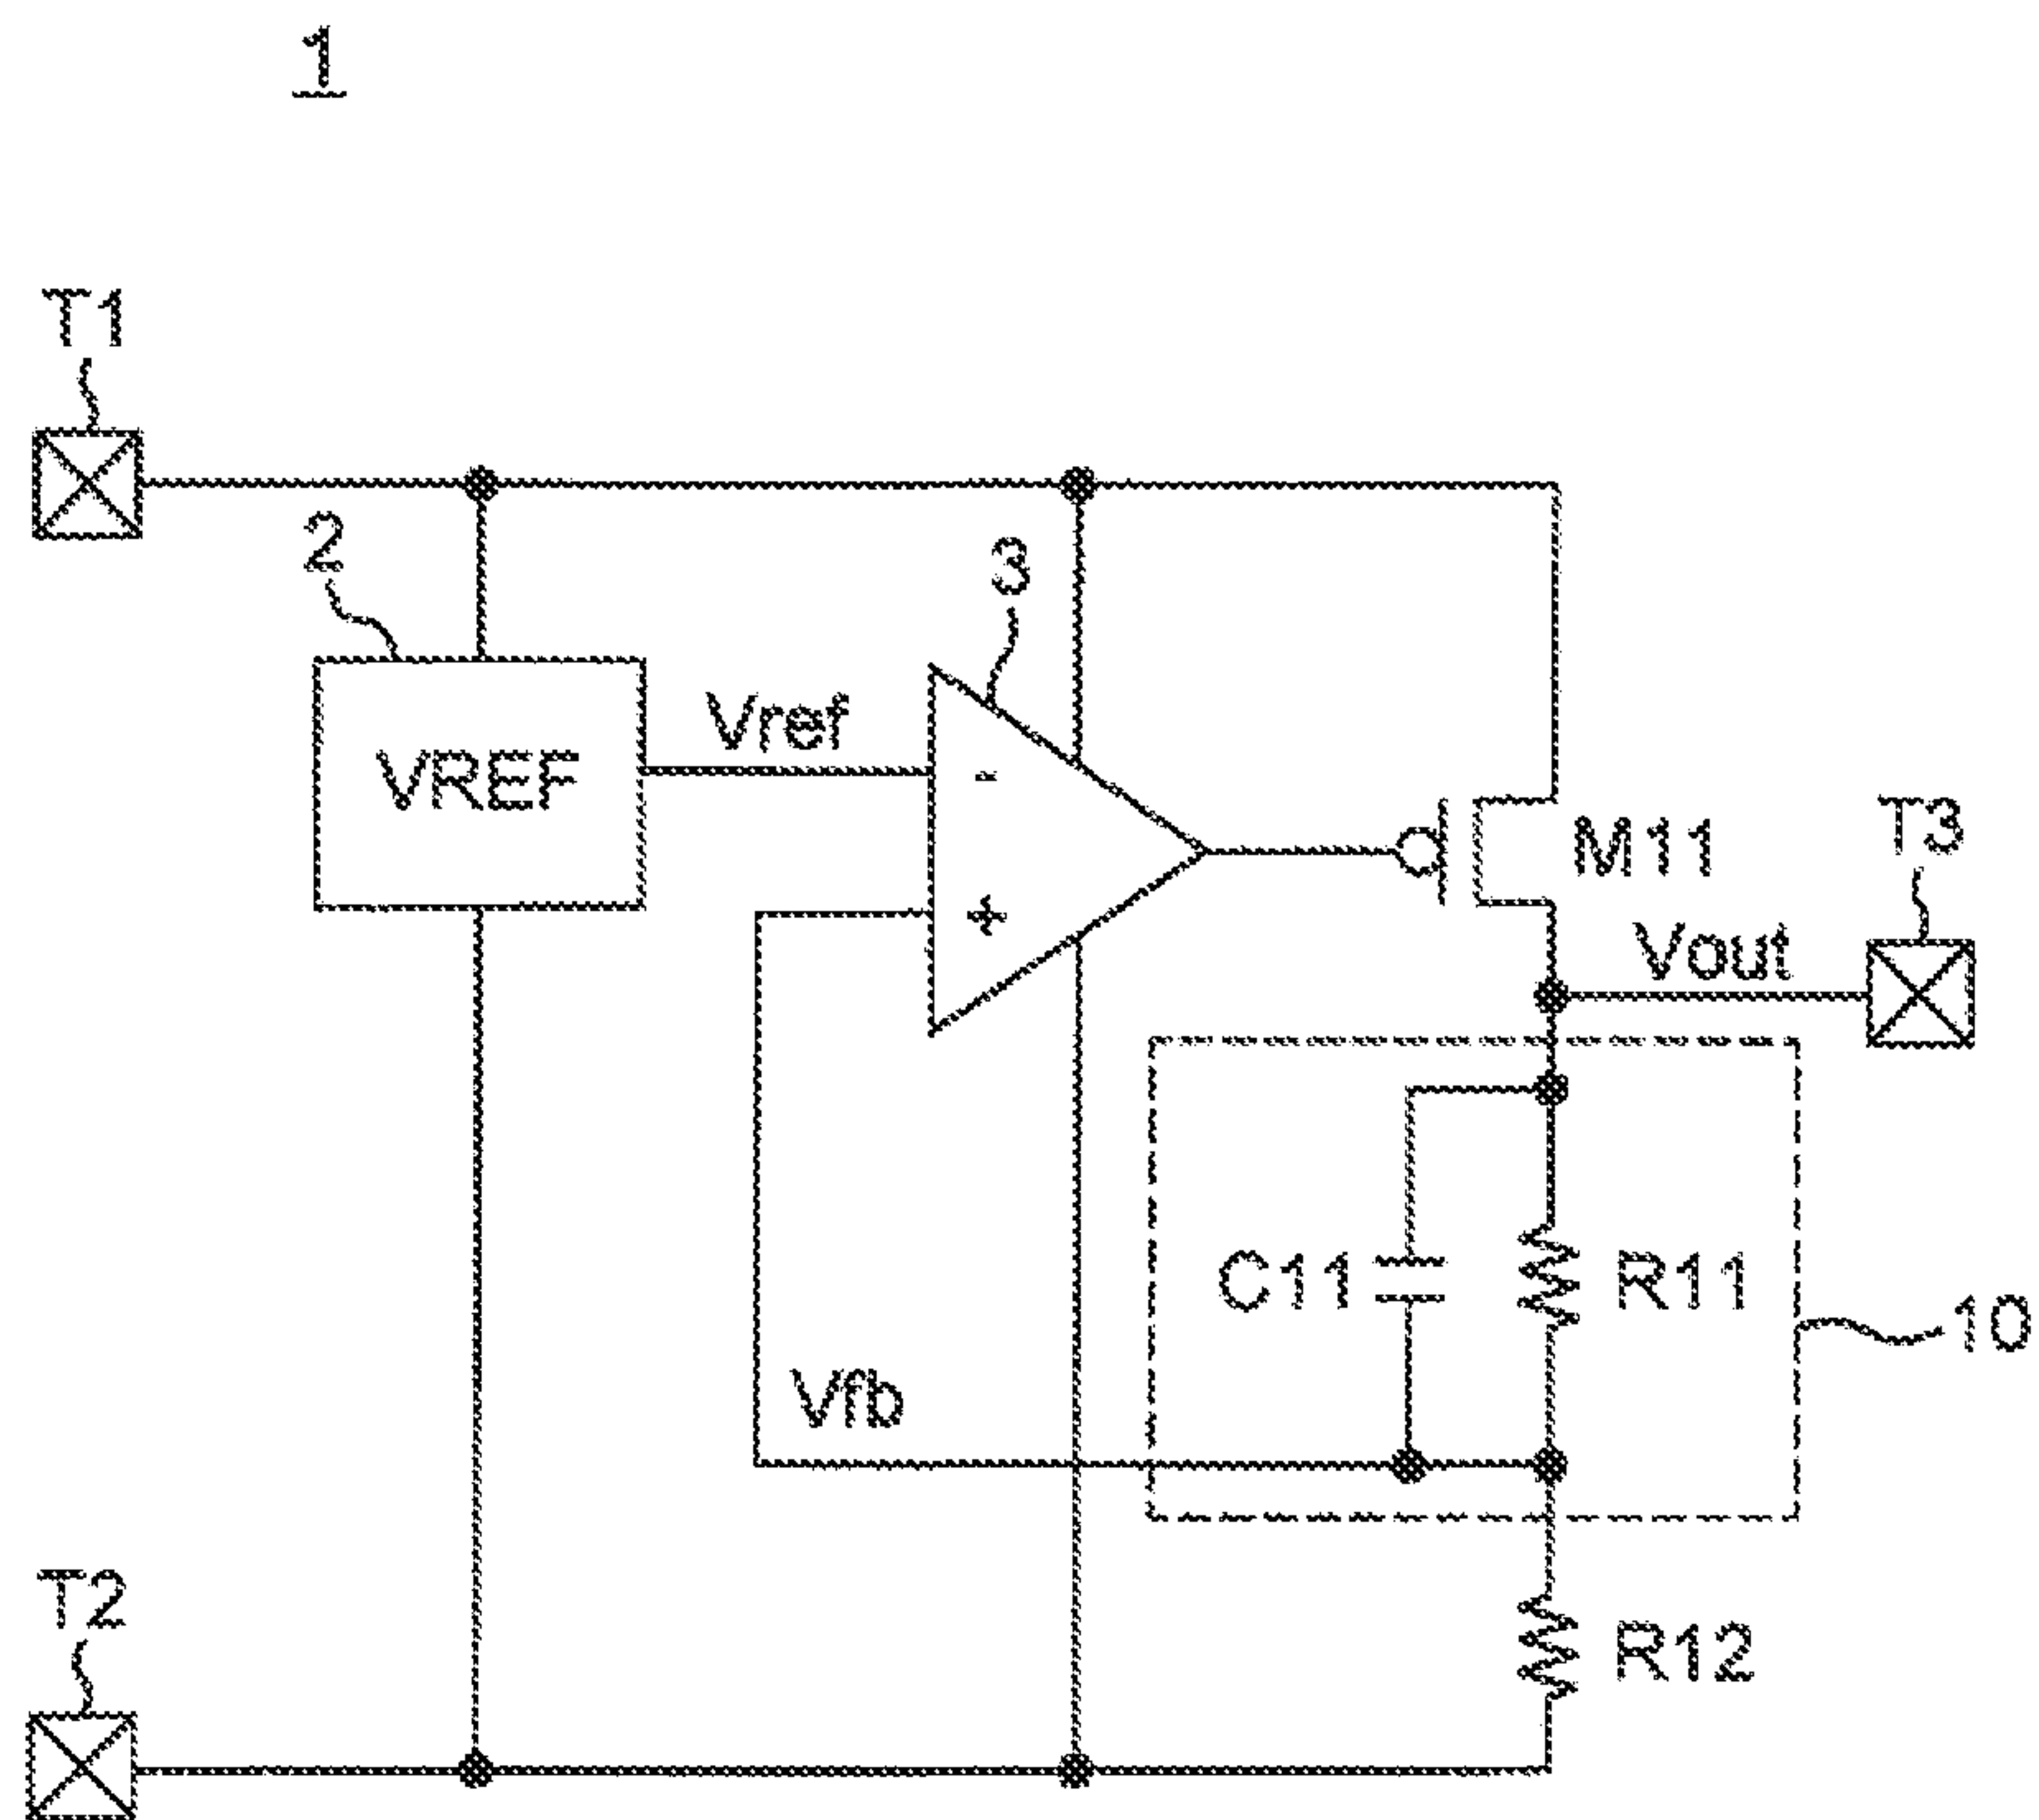 1
T1
2
3
Vref
VREF
-
+
M11
T3
Vout
C11
R11
10
Vfb
T2
R12